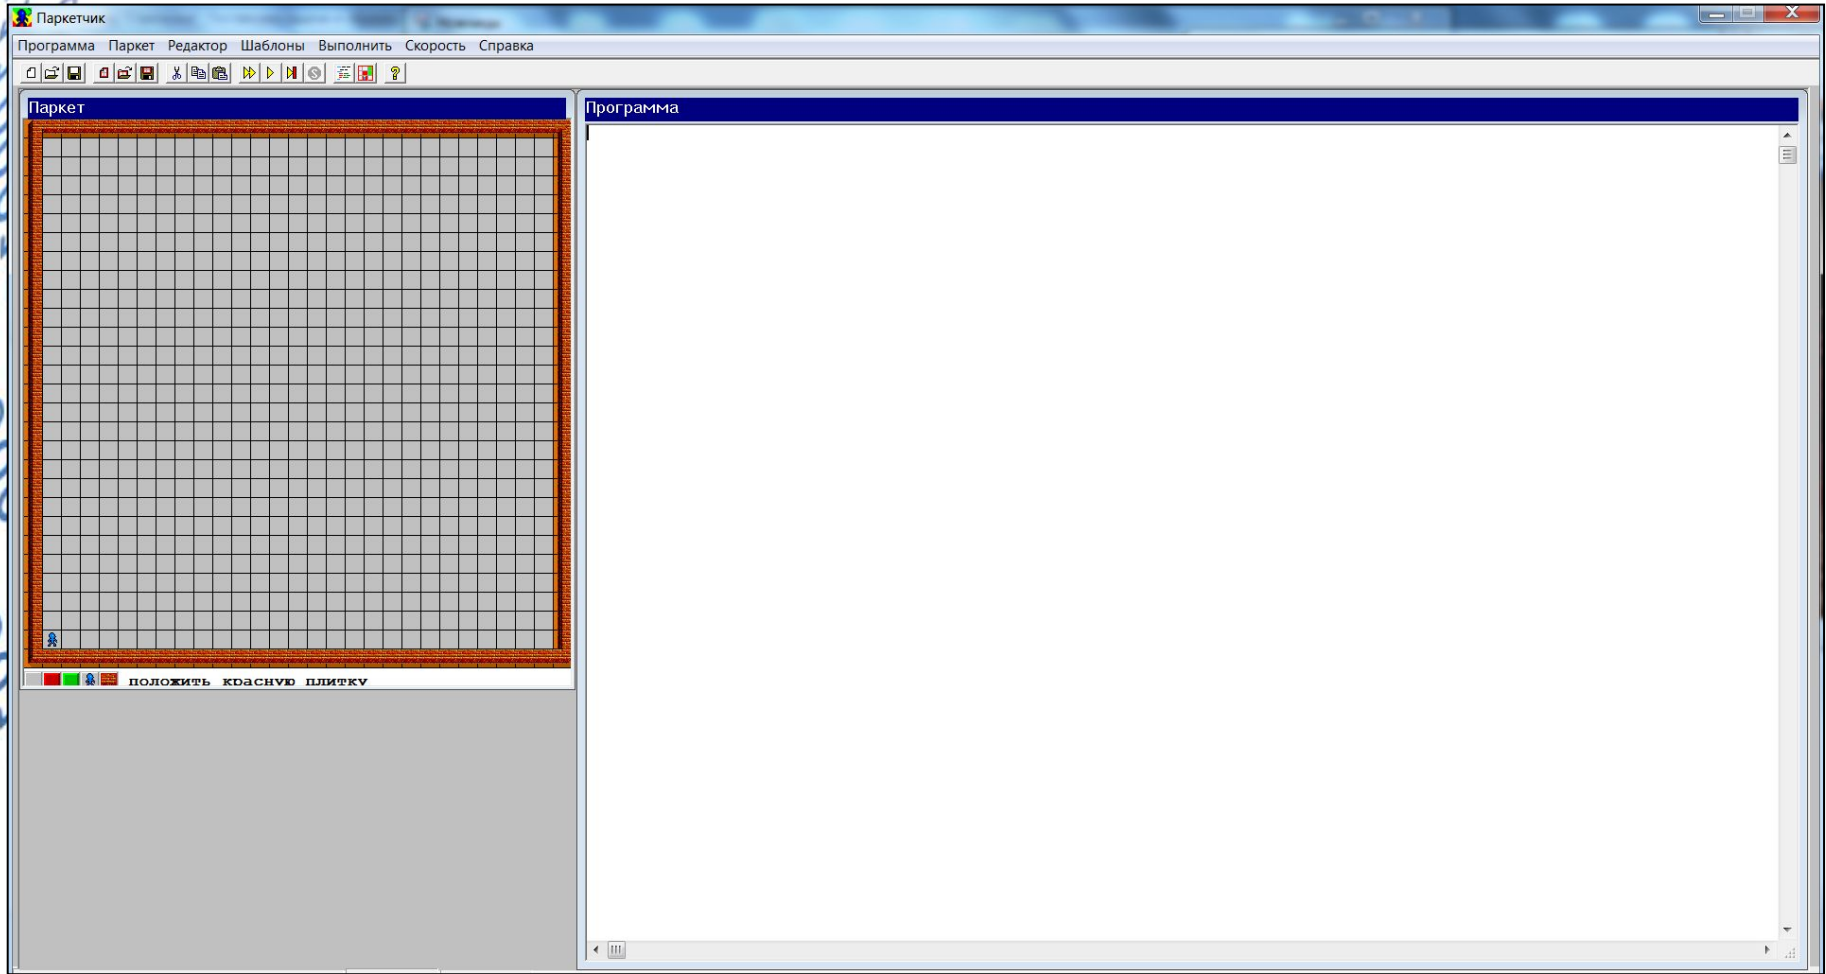 Паркетчик
Программа Паркет Редактор Шаблоны Выполнить Скорость Справка
Паркет
Программа
положить красную плитку